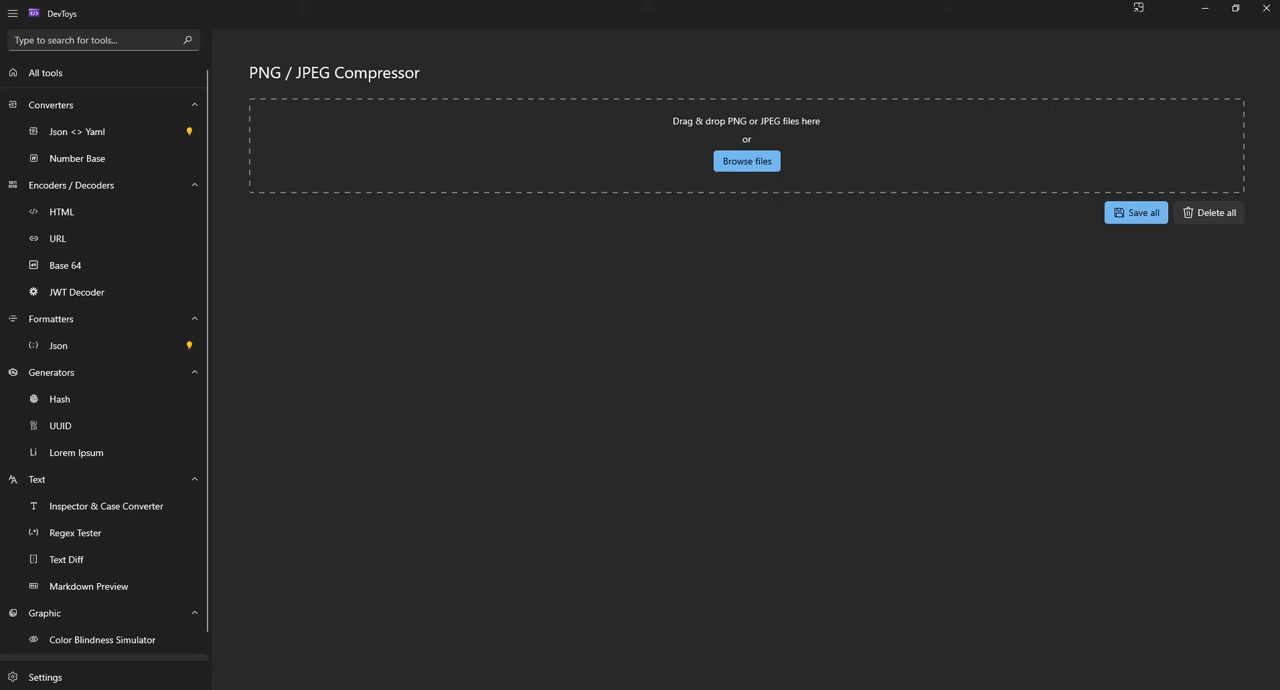 DevToys
Type to search for tools...
All tools
Converters
Json <> Yaml
Number Base
Encoders / Decoders
HTML
URL
Base 64
JWT Decoder
Formatters
Json
Generators
Hash
UUID
Li Lorem Ipsum
Text
Inspector & Case Converter
Regex Tester
Text Diff
Markdown Preview
Graphic
Color Blindness Simulator
Settings
PNG / JPEG Compressor
Drag & drop PNG or JPEG files here
or
Browse files
Save all
Delete all